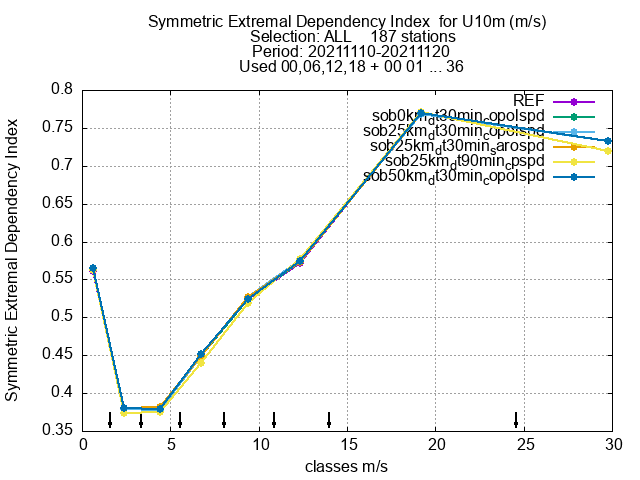 Symmetric Extremal Dependency Index  for U10m (m/s)
Selection: ALL    187 stations
Period: 20211110-20211120
Used 00,06,12,18 + 00 01 ... 36
Symmetric Extremal Dependency Index
0.8
0.75
0.7
0.65
0.6
0.55
0.5
0.45
0.4
0.35
REF
sob0km_dt30min_copolspd
sob25km_dt30min_copolspd
sob25km_dt30min_sarospd
sob25km_dt90min_cpspd
sob50km_dt30min_copolspd
0 5 10 15 20 25 30
classes m/s